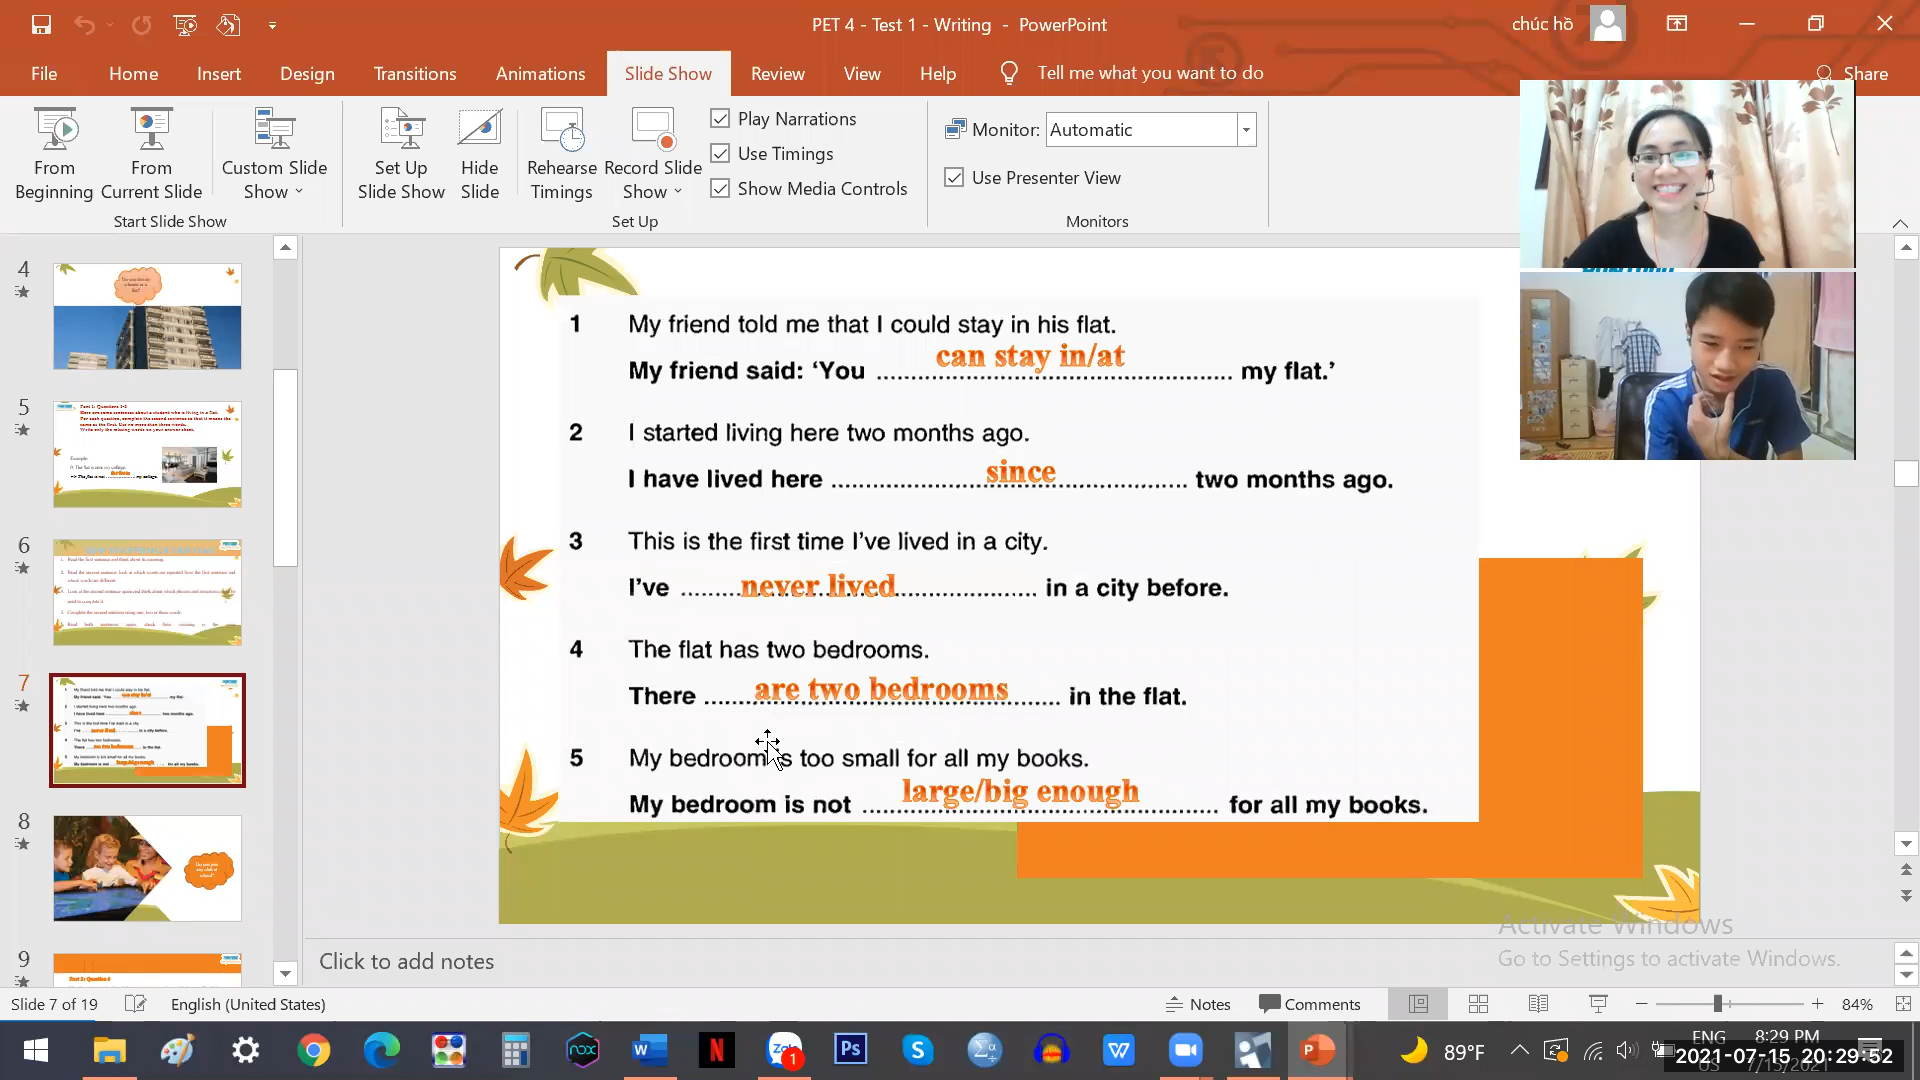 PET 4 - Test 1 - Writing - PowerPoint
chúc hồ
File Home Insert Design Transitions Animations Slide Show Review View Help Tell me what you want to do Share
From Beginning
From Current Slide
Custom Slide Show
Set Up Slide Show
Hide Slide
Rehearse Timings
Record Slide Show
Play Narrations
Use Timings
Show Media Controls
Monitor: Automatic
Use Presenter View
Start Slide Show
Set Up
Monitors
4
5
6
7
8
9
1 My friend told me that I could stay in his flat.
can stay in/at
My friend said: ‘You ........ my flat.’
2 I started living here two months ago.
since
I have lived here ........ two months ago.
3 This is the first time I’ve lived in a city.
never lived
I’ve ........ in a city before.
4 The flat has two bedrooms.
are two bedrooms
There ........ in the flat.
5 My bedroom is too small for all my books.
large/big enough
My bedroom is not ........ for all my books.
Activate Windows
Go to Settings to activate Windows.
Click to add notes
Slide 7 of 19
English (United States)
Notes
Comments
84%
89°F
ENG
8:29 PM
2021-07-15 20:29:52